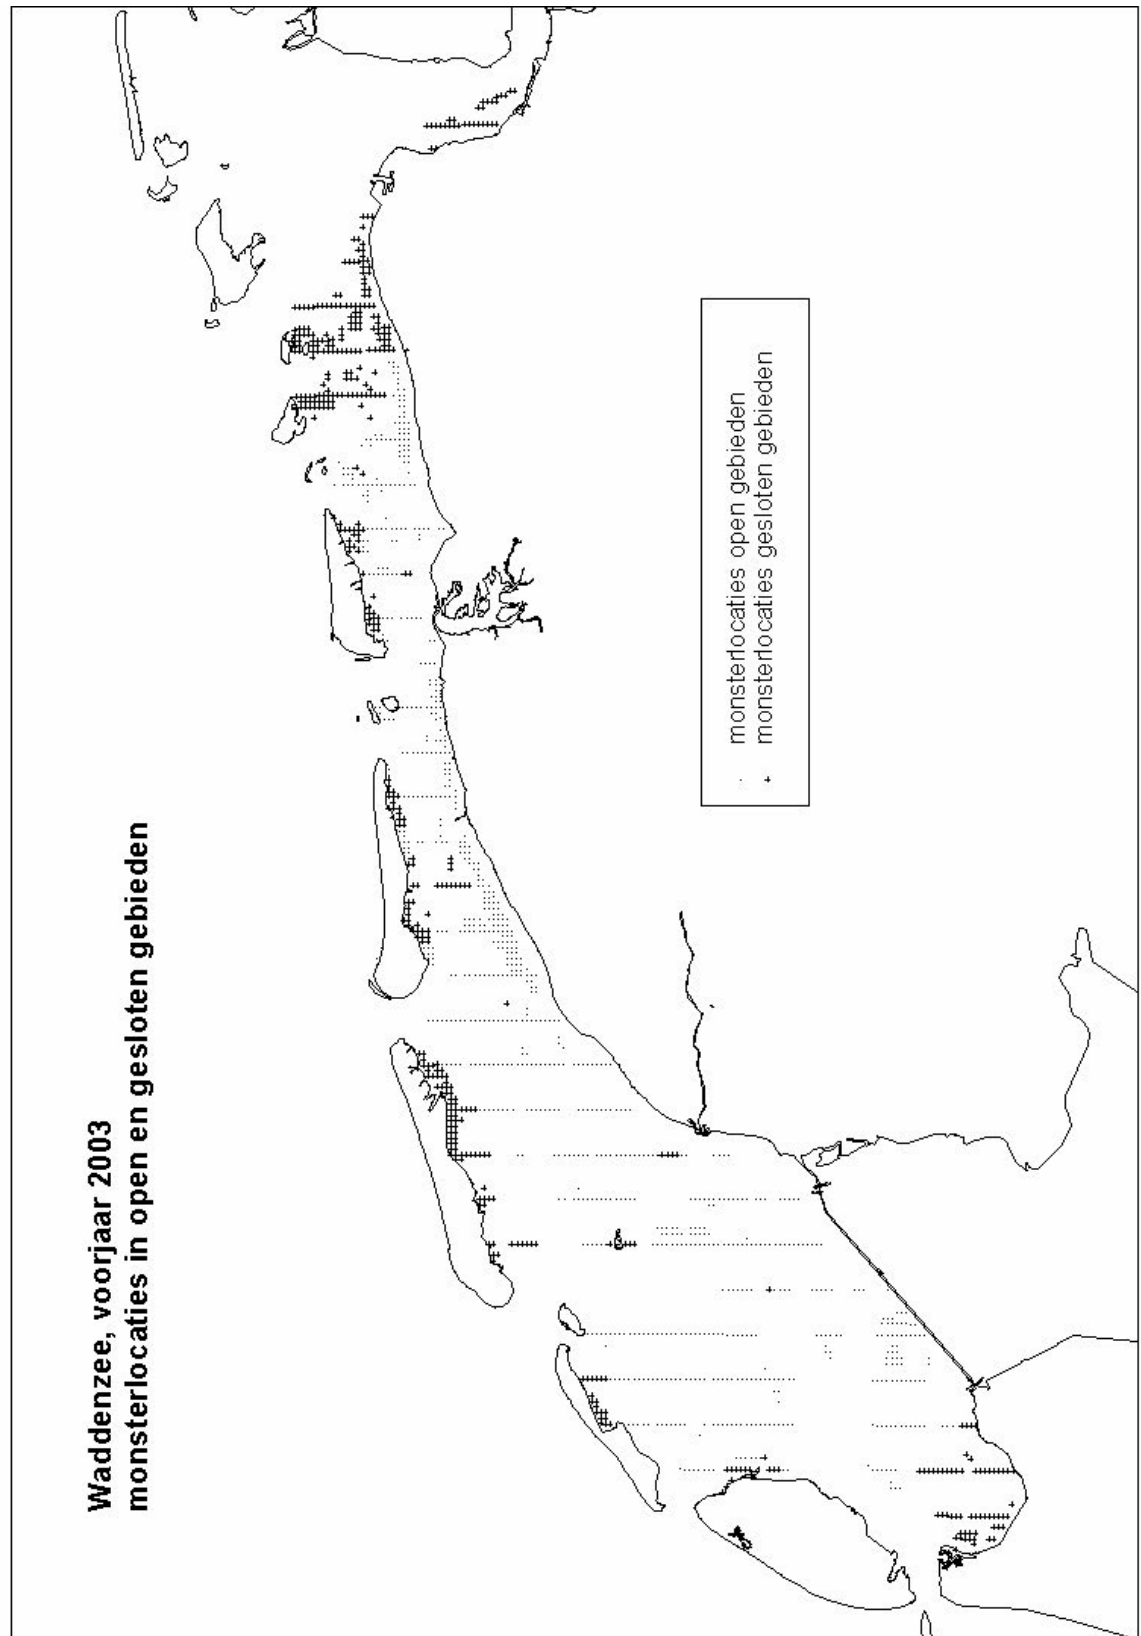 Waddenzee, voorjaar 2003
monsterlocaties in open en gesloten gebieden
· monsterlocaties open gebieden
+ monsterlocaties gesloten gebieden